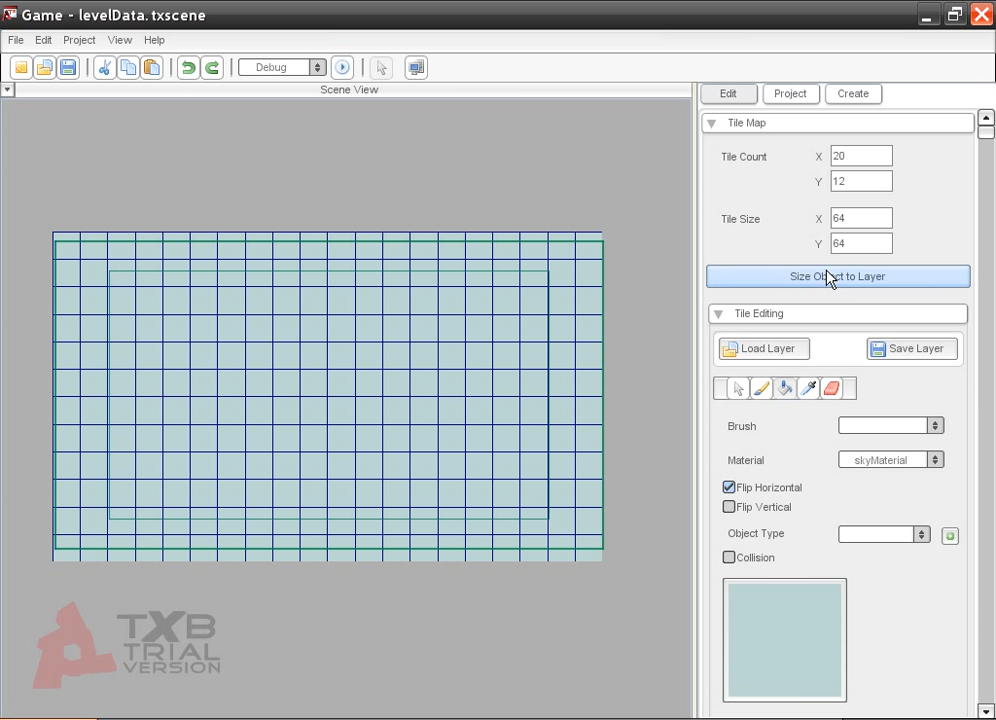 Game - levelData.txscene
File Edit Project View Help
Debug
Scene View
Edit Project Create
Tile Map
Tile Count X 20
Y 12
Tile Size X 64
Y 64
Size Object to Layer
Tile Editing
Load Layer Save Layer
Brush
Material skyMaterial
Flip Horizontal
Flip Vertical
Object Type
Collision
TXB
TRIAL
VERSION